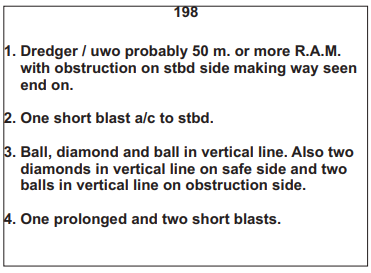 198
1. Dredger / uwo probably 50 m. or more R.A.M.
with obstruction on stbd side making way seen
end on.
2. One short blast a/c to stbd.
3. Ball, diamond and ball in vertical line. Also two
diamonds in vertical line on safe side and two
balls in vertical line on obstruction side.
4. One prolonged and two short blasts.